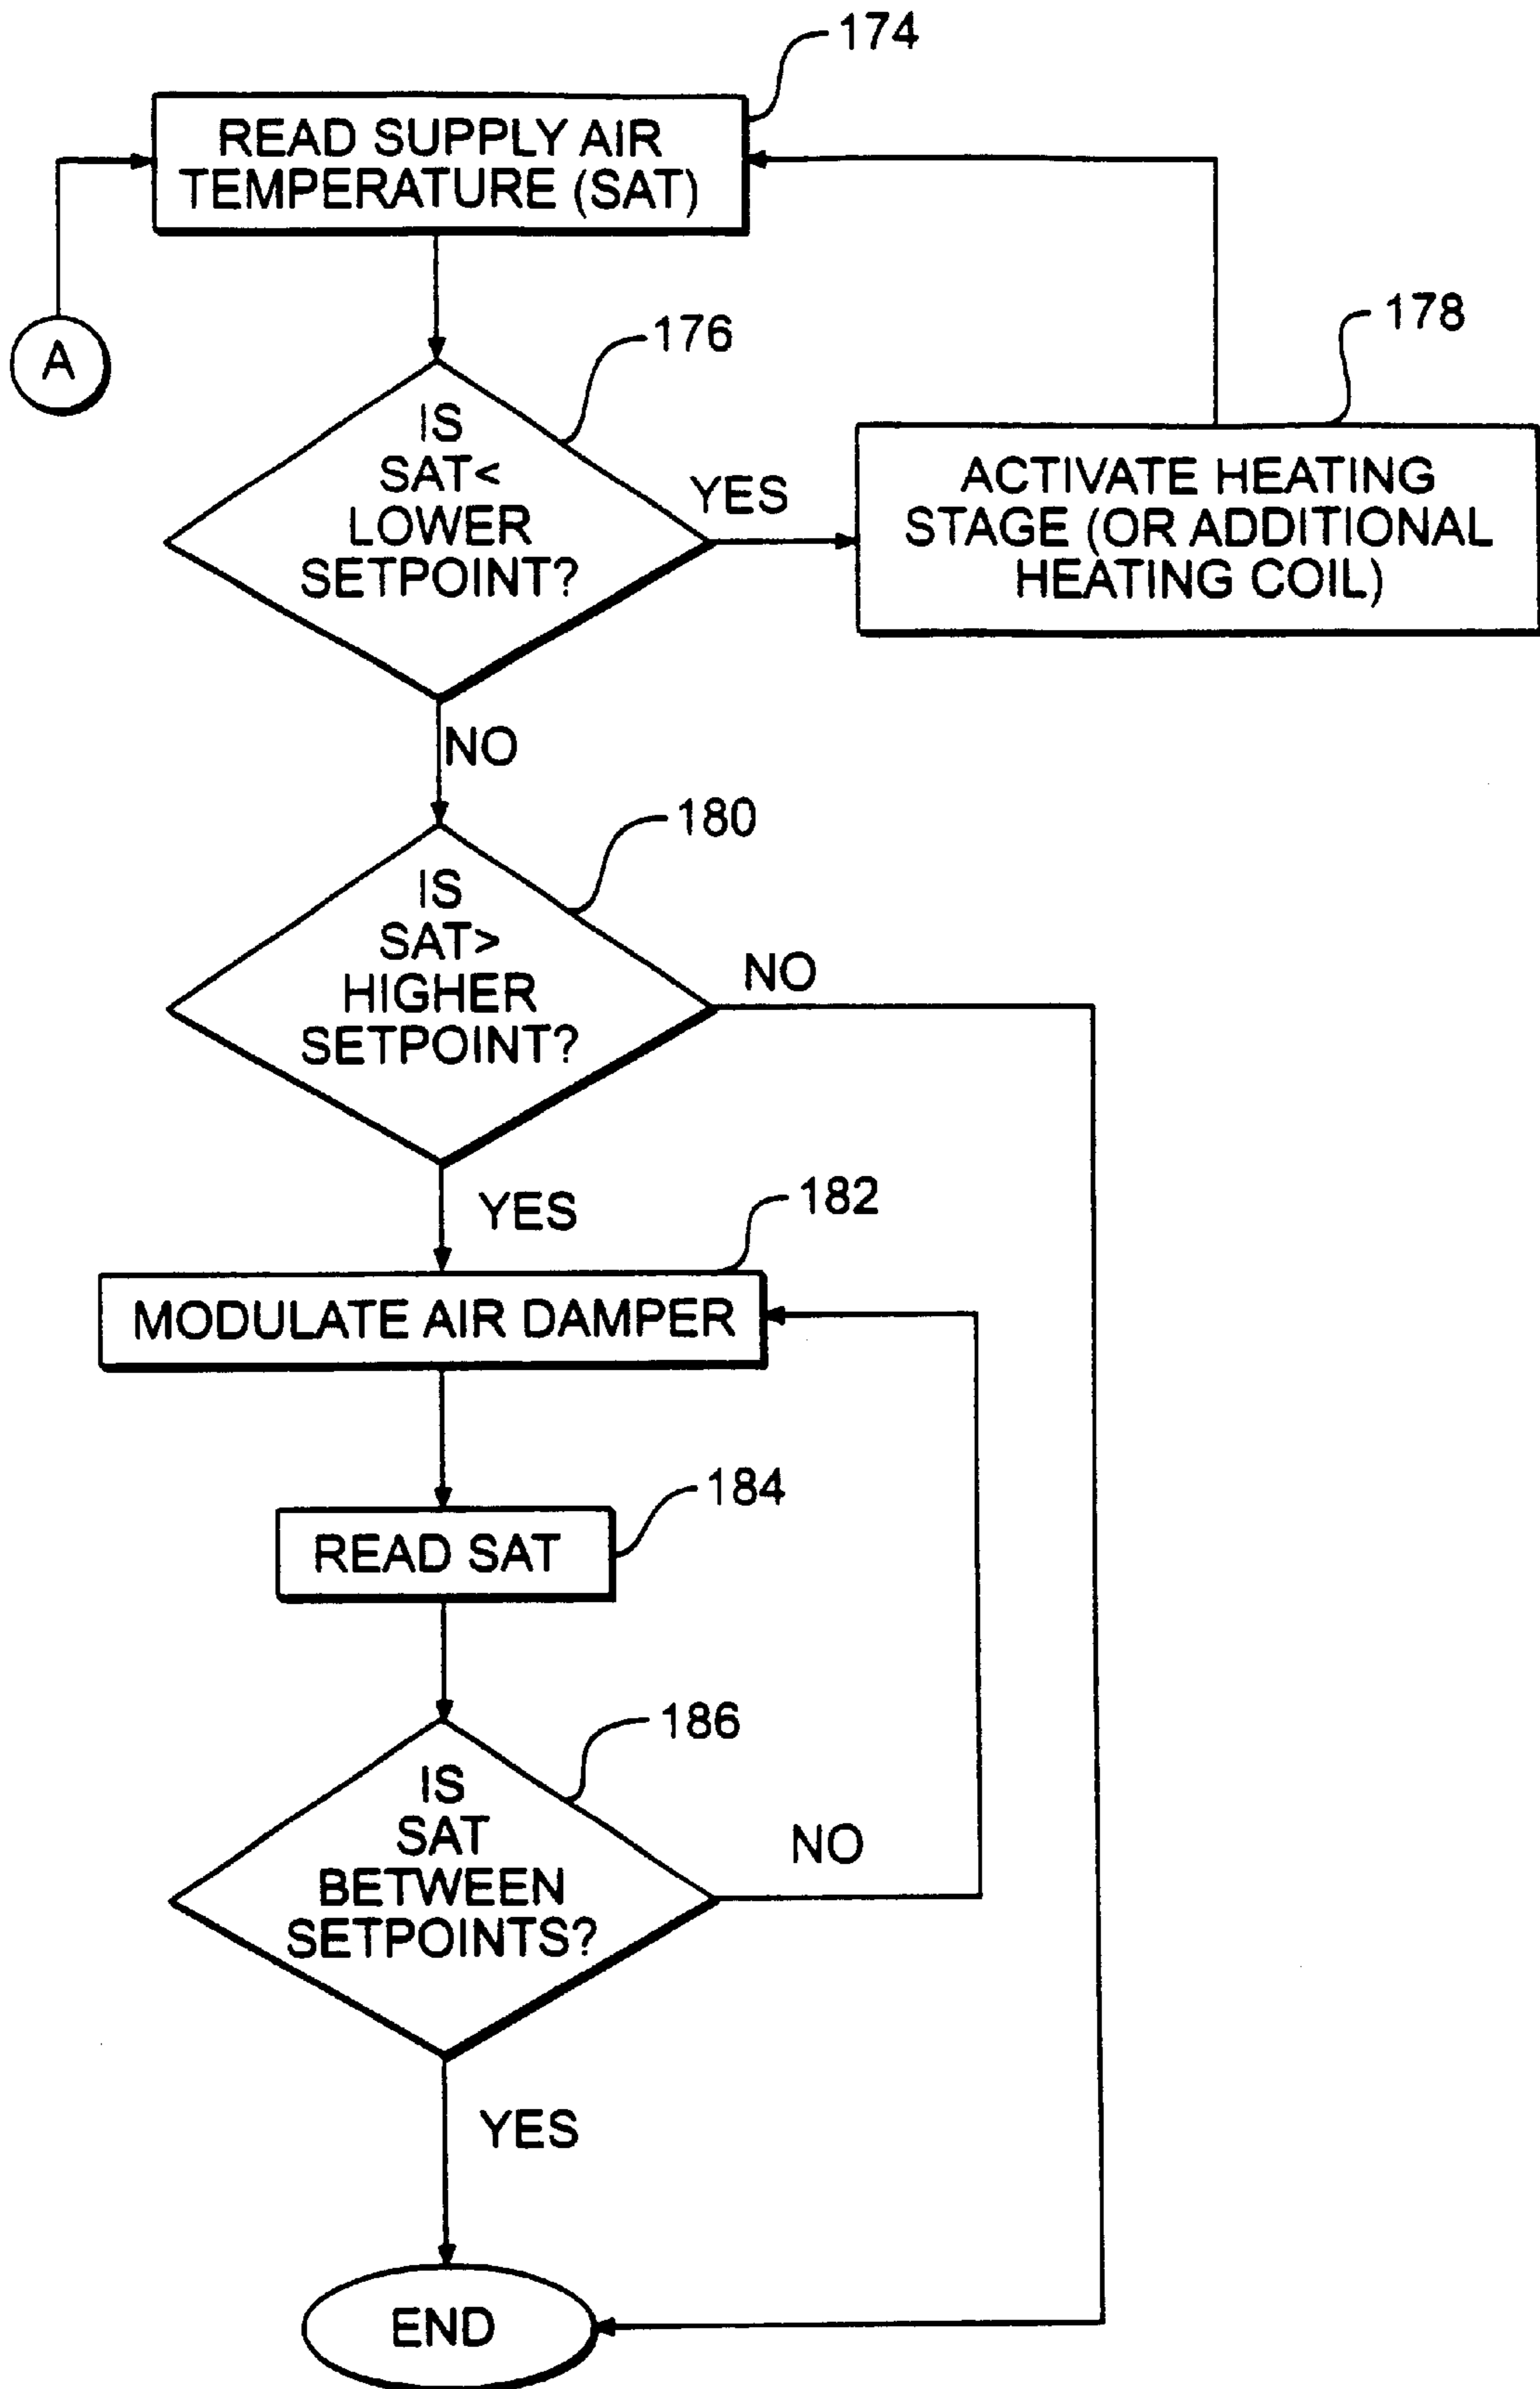 174
READ SUPPLY AIR
TEMPERATURE (SAT)
A
176
IS
SAT<
LOWER
SETPOINT?
YES
178
ACTIVATE HEATING
STAGE (OR ADDITIONAL
HEATING COIL)
NO
180
IS
SAT>
HIGHER
SETPOINT?
NO
YES
182
MODULATE AIR DAMPER
184
READ SAT
186
IS
SAT
BETWEEN
SETPOINTS?
NO
YES
END